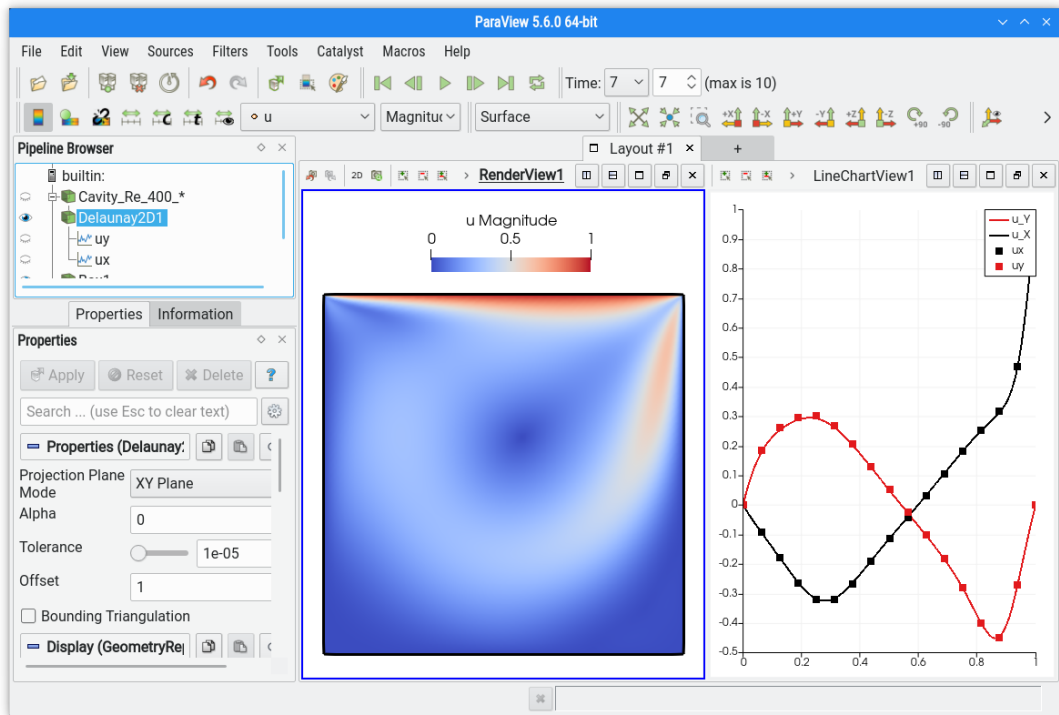 ParaView 5.6.0 64-bit
File Edit View Sources Filters Tools Catalyst Macros Help
Time: 7 7 (max is 10)
u Magnituc Surface +X -X +Y -Y +Z -Z +90 -90
Pipeline Browser
builtin:
Cavity_Re_400_*
Delaunay2D1
uy
ux
Properties Information
Properties
Apply Reset Delete ?
Search ... (use Esc to clear text)
Properties (Delaunay:
Projection Plane Mode XY Plane
Alpha 0
Tolerance 1e-05
Offset 1
Bounding Triangulation
Display (GeometryRe
Layout #1 +
2D RenderView1
u Magnitude
0 0.5 1
LineChartView1
u_Y
u_X
ux
uy
1
0.9
0.8
0.7
0.6
0.5
0.4
0.3
0.2
0.1
0
-0.1
-0.2
-0.3
-0.4
-0.5
0 0.2 0.4 0.6 0.8 1